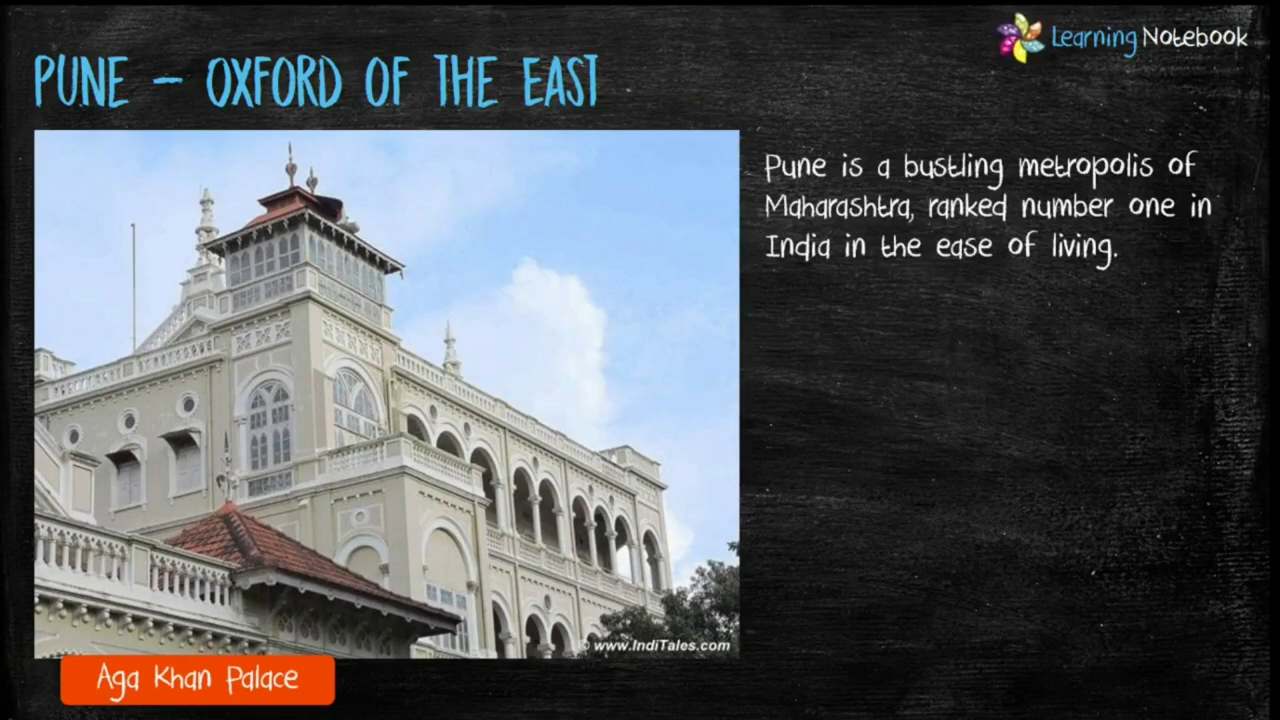 Learning Notebook
PUNE - OXFORD OF THE EAST
Pune is a bustling metropolis of
Maharashtra, ranked number one in
India in the ease of living.
© www.IndiTales.com
Aga Khan Palace